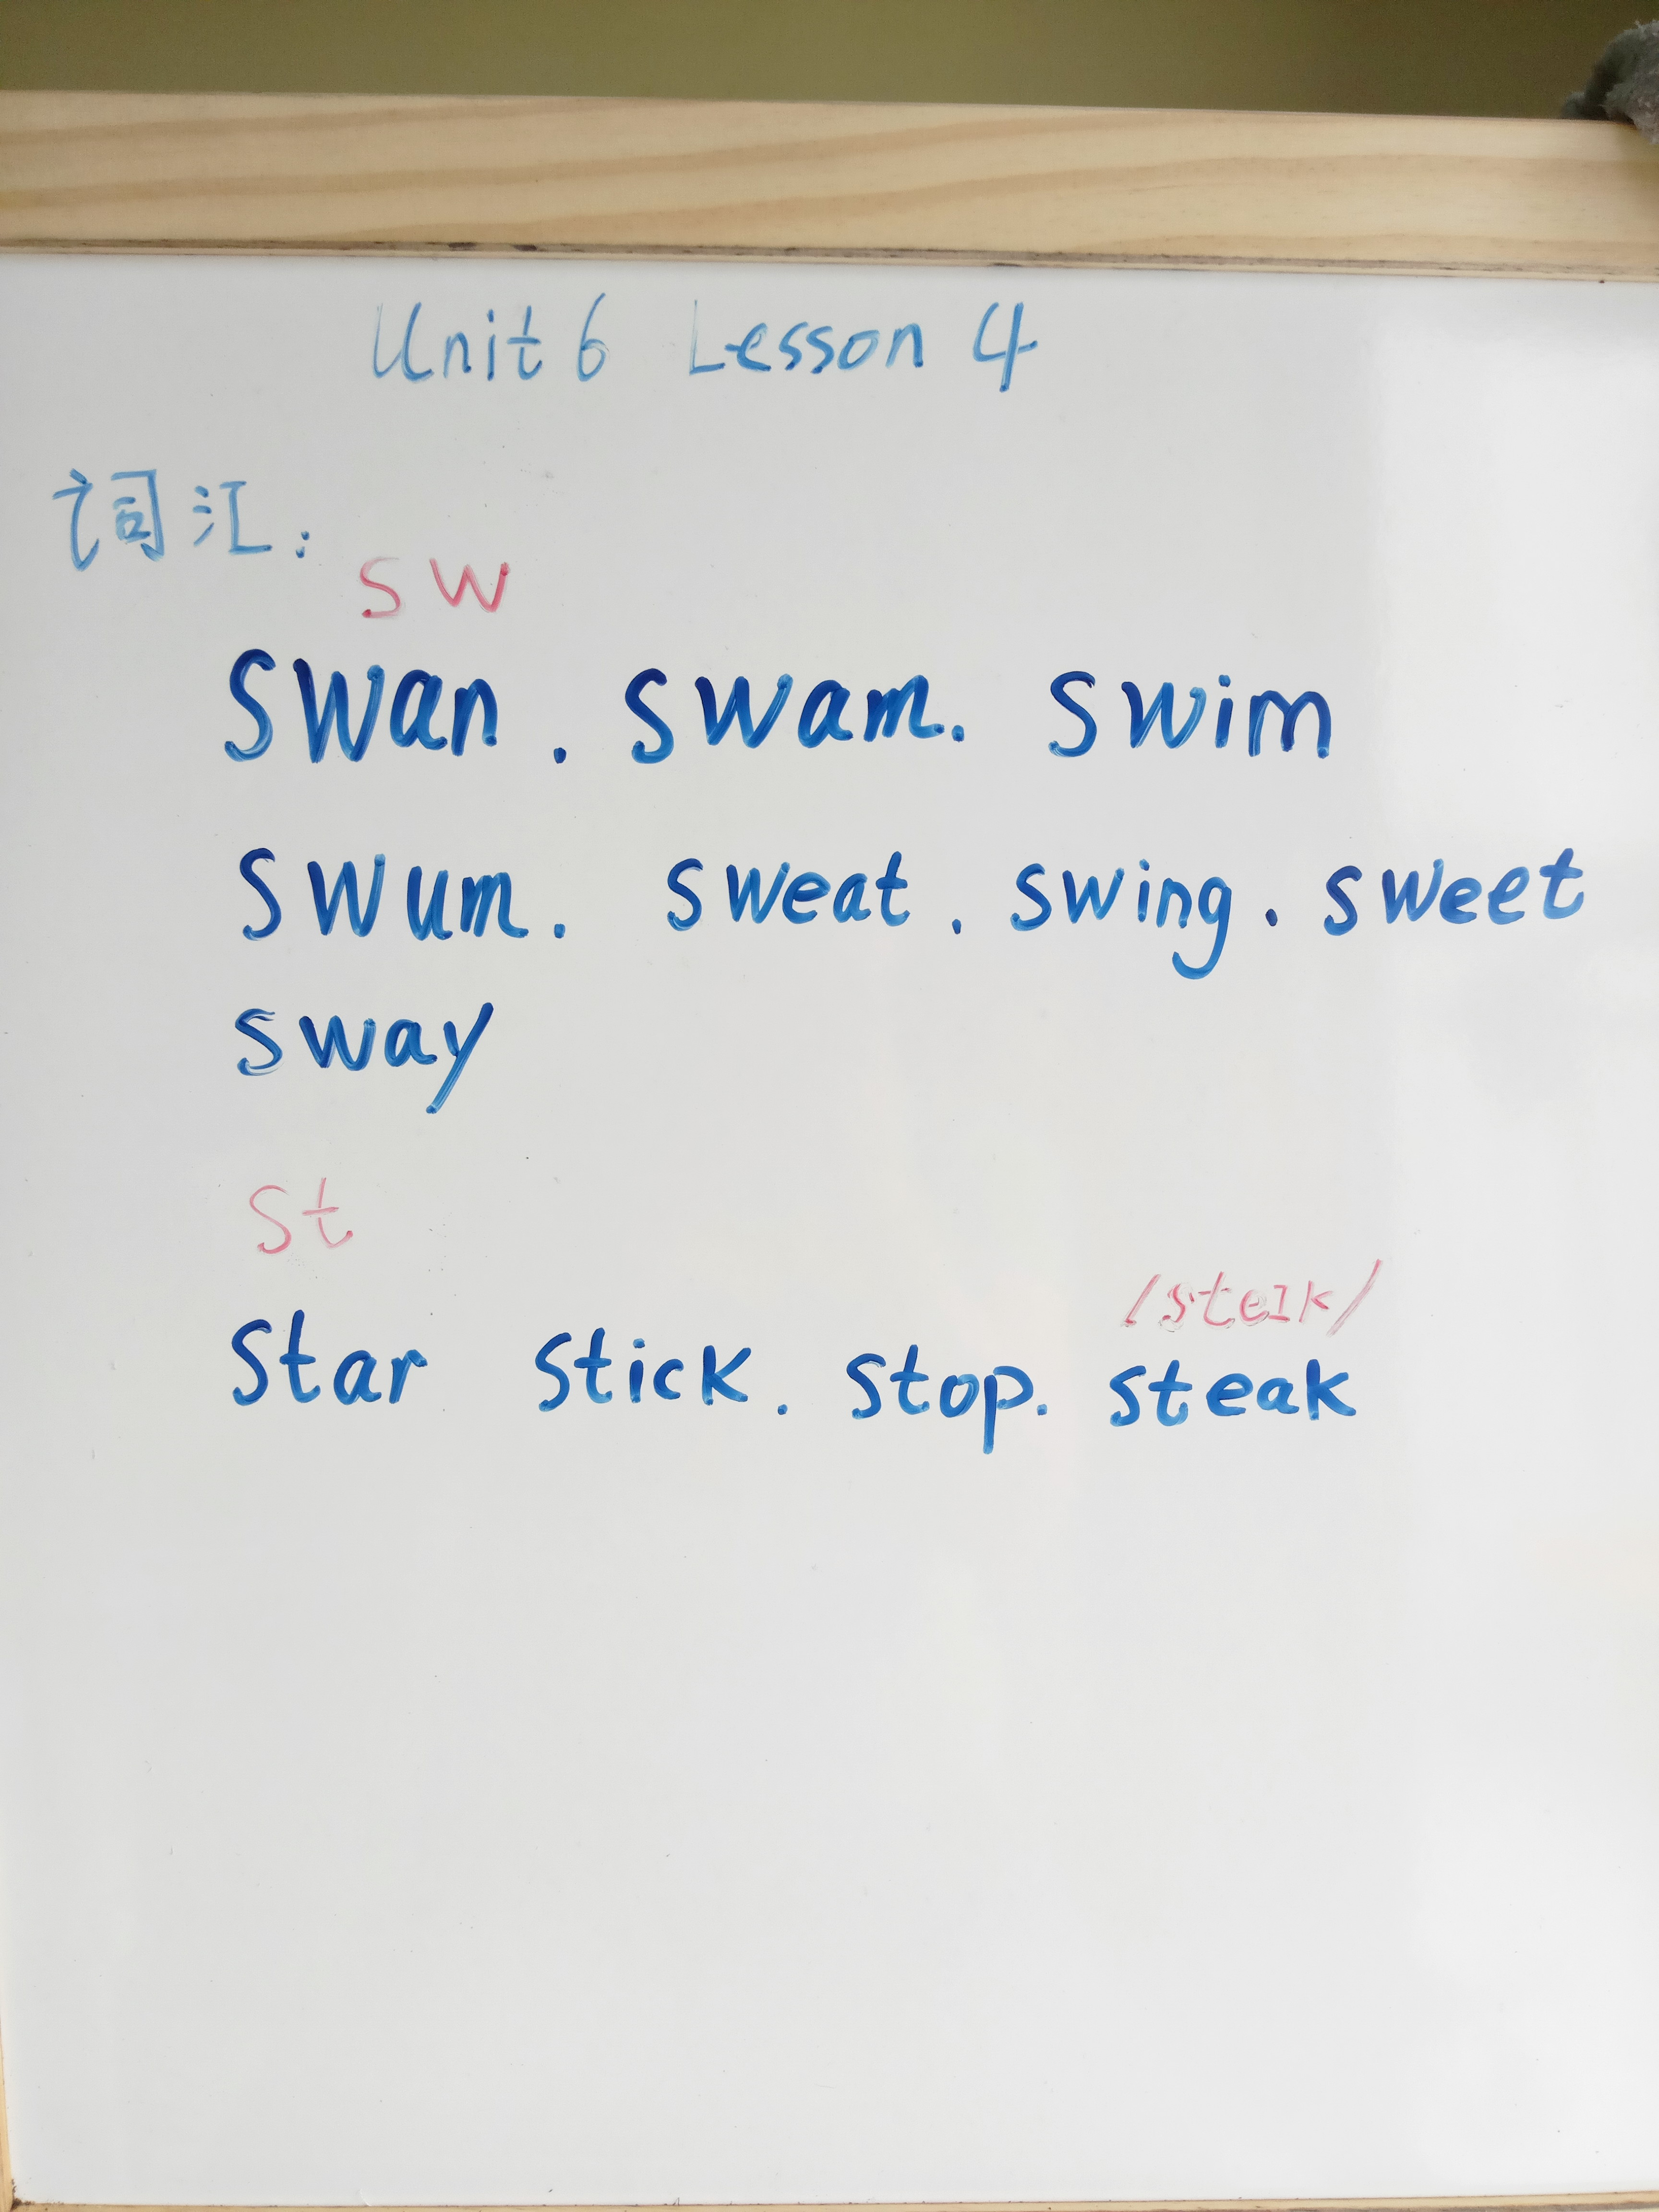 Unit 6 Lesson 4
词汇:
sw
swan . swam. swim
swum. sweat . swing . sweet
sway
st
/steɪk/
star stick . stop. steak